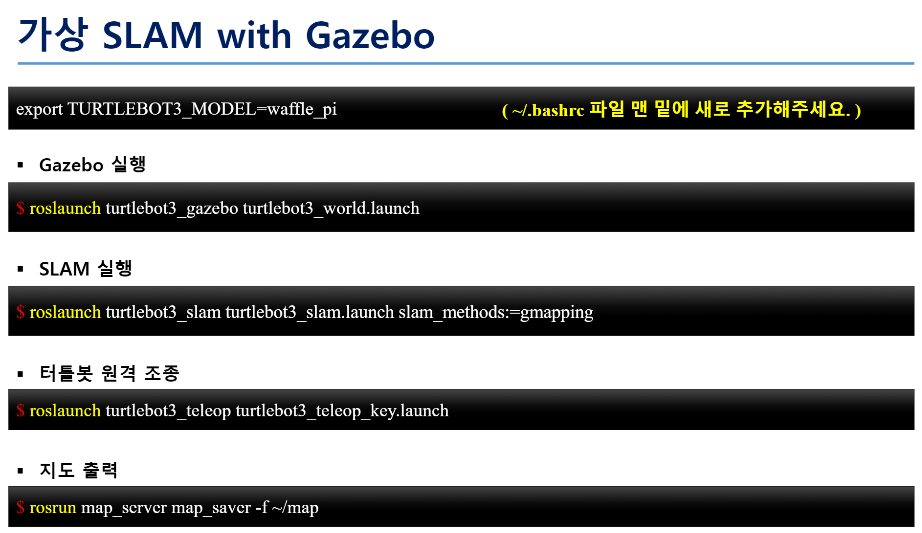 가상 SLAM with Gazebo
export TURTLEBOT3_MODEL=waffle_pi ( ~/.bashrc 파일 맨 밑에 새로 추가해주세요. )
▪ Gazebo 실행
$ roslaunch turtlebot3_gazebo turtlebot3_world.launch
▪ SLAM 실행
$ roslaunch turtlebot3_slam turtlebot3_slam.launch slam_methods:=gmapping
▪ 터틀봇 원격 조종
$ roslaunch turtlebot3_teleop turtlebot3_teleop_key.launch
▪ 지도 출력
$ rosrun map_server map_saver -f ~/map